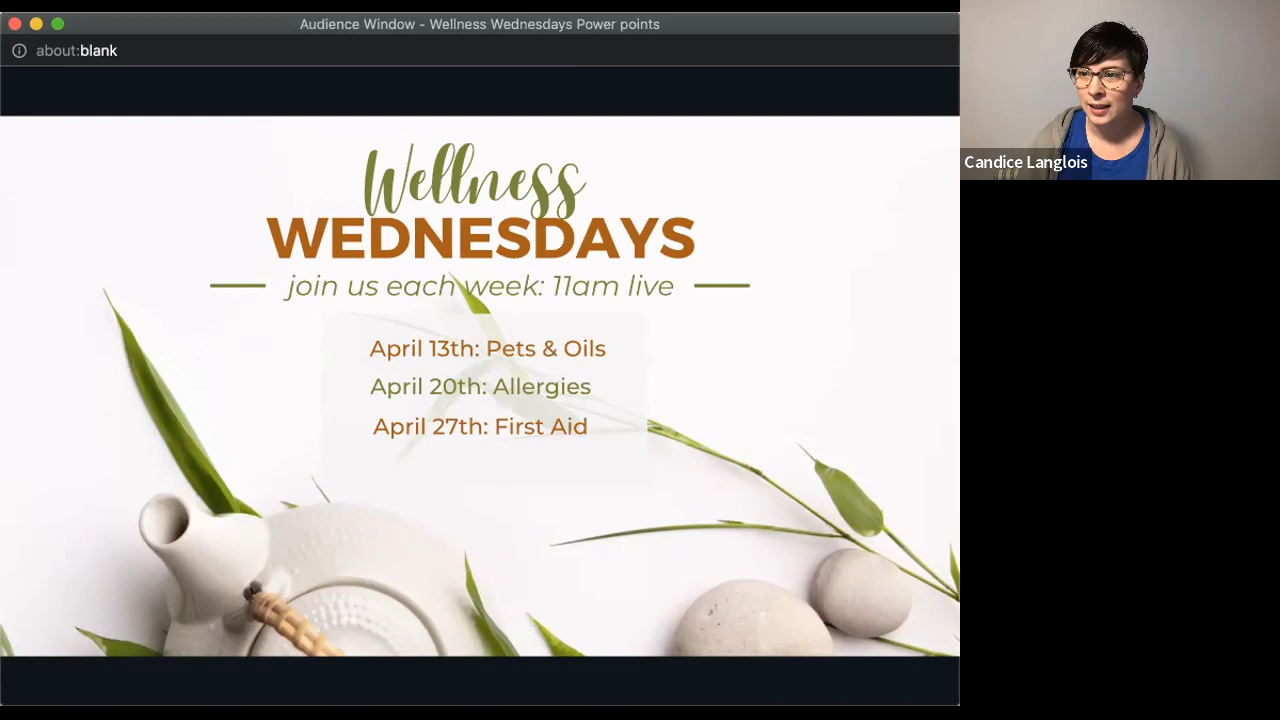 Audience Window - Wellness Wednesdays Power points
about:blank
Wellness
WEDNESDAYS
join us each week: 11am live
April 13th: Pets & Oils
April 20th: Allergies
April 27th: First Aid
Candice Langlois